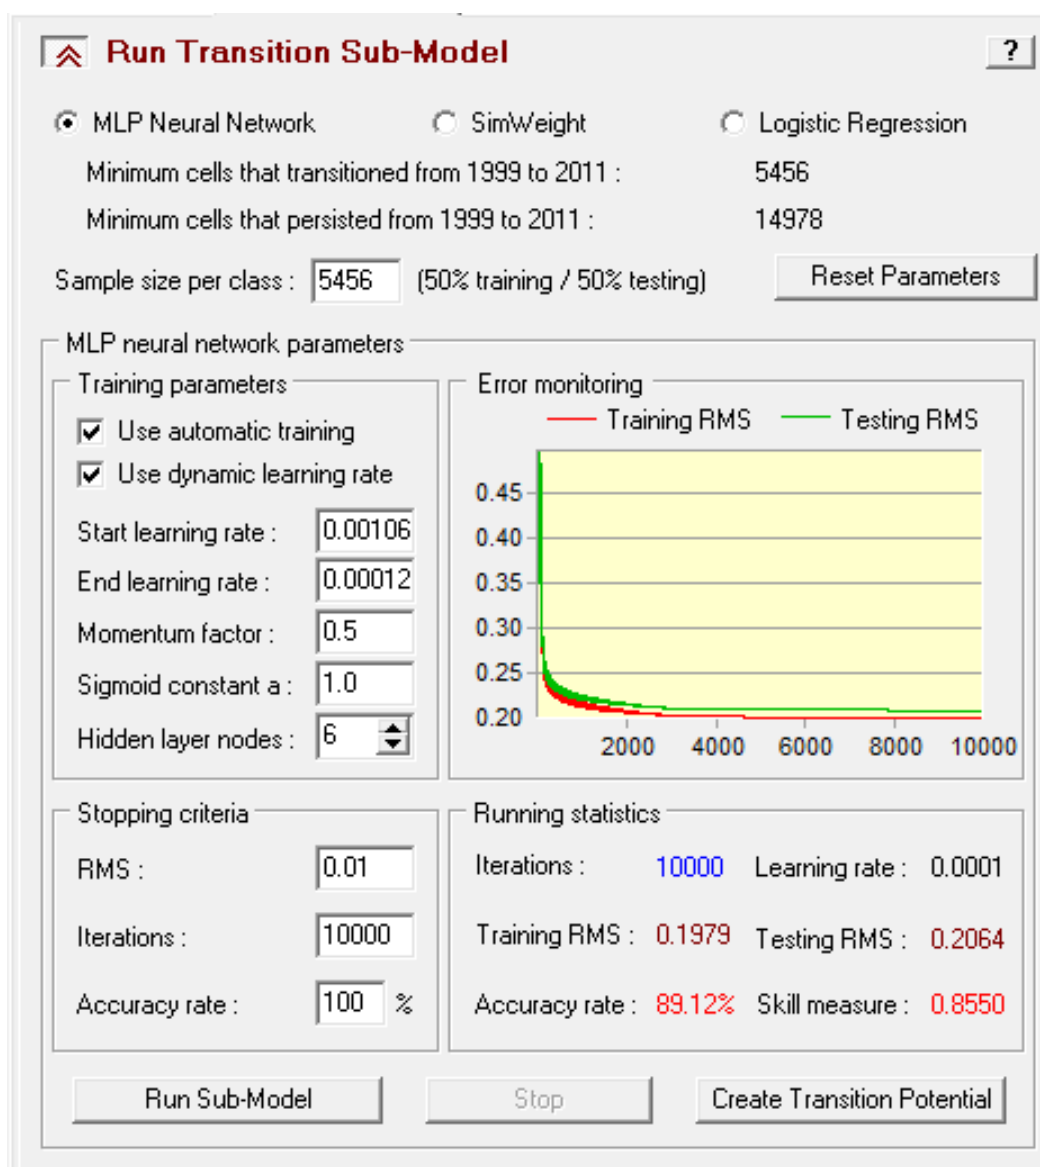 Run Transition Sub-Model ?
MLP Neural Network SimWeight Logistic Regression
Minimum cells that transitioned from 1999 to 2011 : 5456
Minimum cells that persisted from 1999 to 2011 : 14978
Sample size per class : 5456 (50% training / 50% testing) Reset Parameters
MLP neural network parameters
Training parameters
Use automatic training
Use dynamic learning rate
Start learning rate : 0.00106
End learning rate : 0.00012
Momentum factor : 0.5
Sigmoid constant a : 1.0
Hidden layer nodes : 6
Error monitoring
Training RMS Testing RMS
0.45
0.40
0.35
0.30
0.25
0.20
2000 4000 6000 8000 10000
Stopping criteria
RMS : 0.01
Iterations : 10000
Accuracy rate : 100 %
Running statistics
Iterations : 10000 Learning rate : 0.0001
Training RMS : 0.1979 Testing RMS : 0.2064
Accuracy rate : 89.12% Skill measure : 0.8550
Run Sub-Model Stop Create Transition Potential